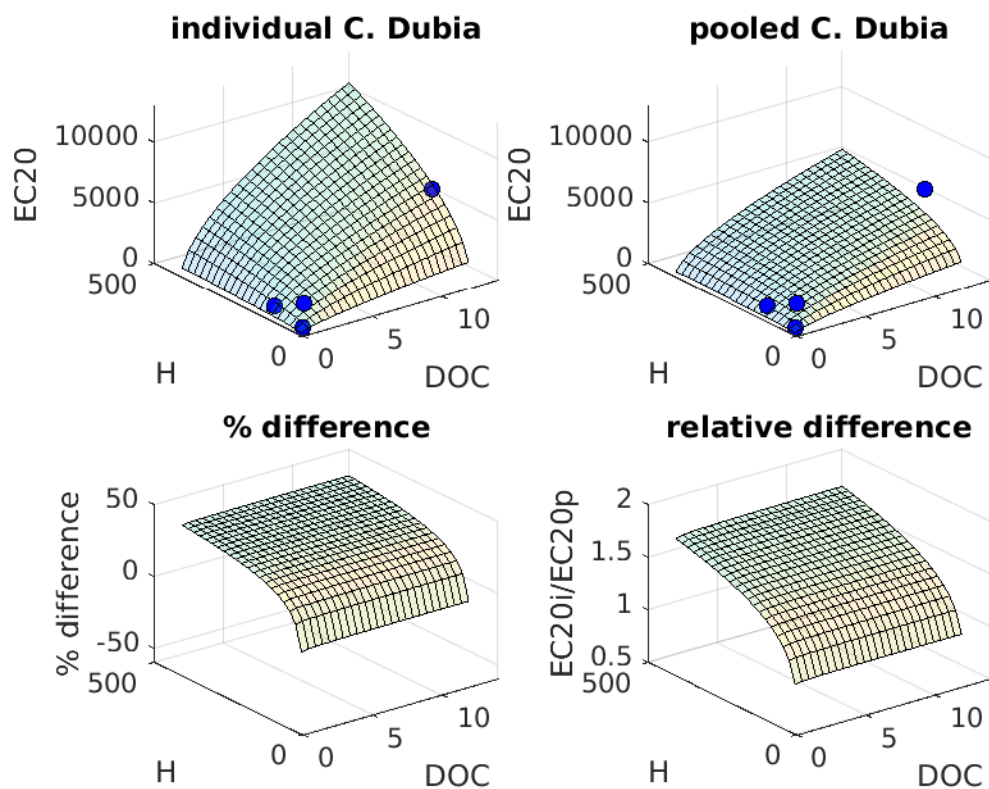 individual C. Dubia
EC20
10000
5000
0
500
H
0
0
5
10
DOC
pooled C. Dubia
EC20
10000
5000
0
500
H
0
0
5
10
DOC
% difference
% difference
50
0
-50
500
H
0
0
5
10
DOC
relative difference
EC20i/EC20p
2
1.5
1
0.5
500
H
0
0
5
10
DOC